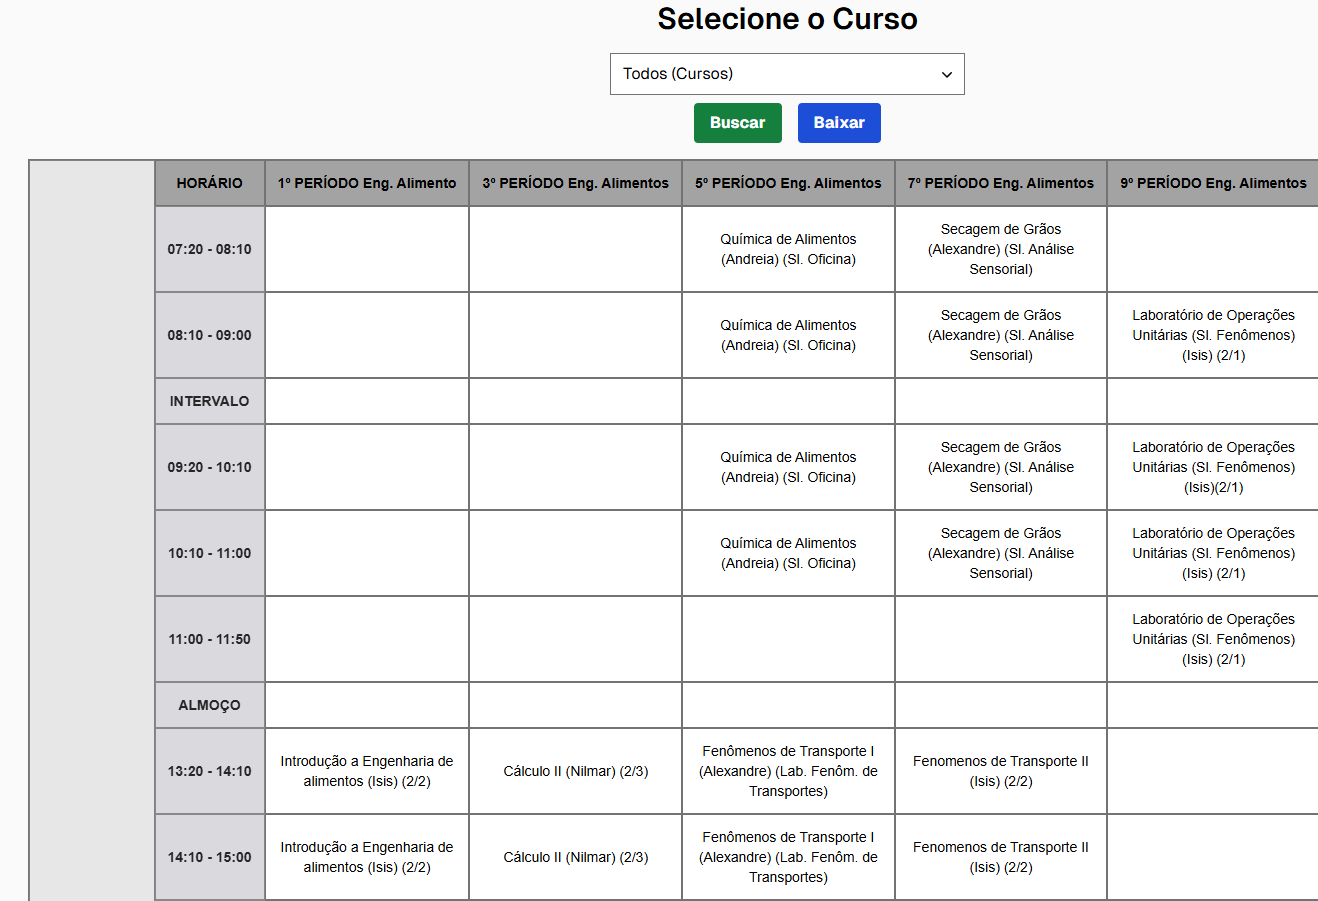 Selecione o Curso
Todos (Cursos)
Buscar Baixar
HORÁRIO 1º PERÍODO Eng. Alimento 3º PERÍODO Eng. Alimentos 5º PERÍODO Eng. Alimentos 7º PERÍODO Eng. Alimentos 9º PERÍODO Eng. Alimentos
07:20 - 08:10
Química de Alimentos
(Andreia) (Sl. Oficina)
Secagem de Grãos
(Alexandre) (Sl. Análise
Sensorial)
08:10 - 09:00
Química de Alimentos
(Andreia) (Sl. Oficina)
Secagem de Grãos
(Alexandre) (Sl. Análise
Sensorial)
Laboratório de Operações
Unitárias (Sl. Fenômenos)
(Isis) (2/1)
INTERVALO
09:20 - 10:10
Química de Alimentos
(Andreia) (Sl. Oficina)
Secagem de Grãos
(Alexandre) (Sl. Análise
Sensorial)
Laboratório de Operações
Unitárias (Sl. Fenômenos)
(Isis)(2/1)
10:10 - 11:00
Química de Alimentos
(Andreia) (Sl. Oficina)
Secagem de Grãos
(Alexandre) (Sl. Análise
Sensorial)
Laboratório de Operações
Unitárias (Sl. Fenômenos)
(Isis) (2/1)
11:00 - 11:50
Laboratório de Operações
Unitárias (Sl. Fenômenos)
(Isis) (2/1)
ALMOÇO
13:20 - 14:10
Introdução a Engenharia de
alimentos (Isis) (2/2)
Cálculo II (Nilmar) (2/3)
Fenômenos de Transporte I
(Alexandre) (Lab. Fenôm. de
Transportes)
Fenomenos de Transporte II
(Isis) (2/2)
14:10 - 15:00
Introdução a Engenharia de
alimentos (Isis) (2/2)
Cálculo II (Nilmar) (2/3)
Fenômenos de Transporte I
(Alexandre) (Lab. Fenôm. de
Transportes)
Fenomenos de Transporte II
(Isis) (2/2)